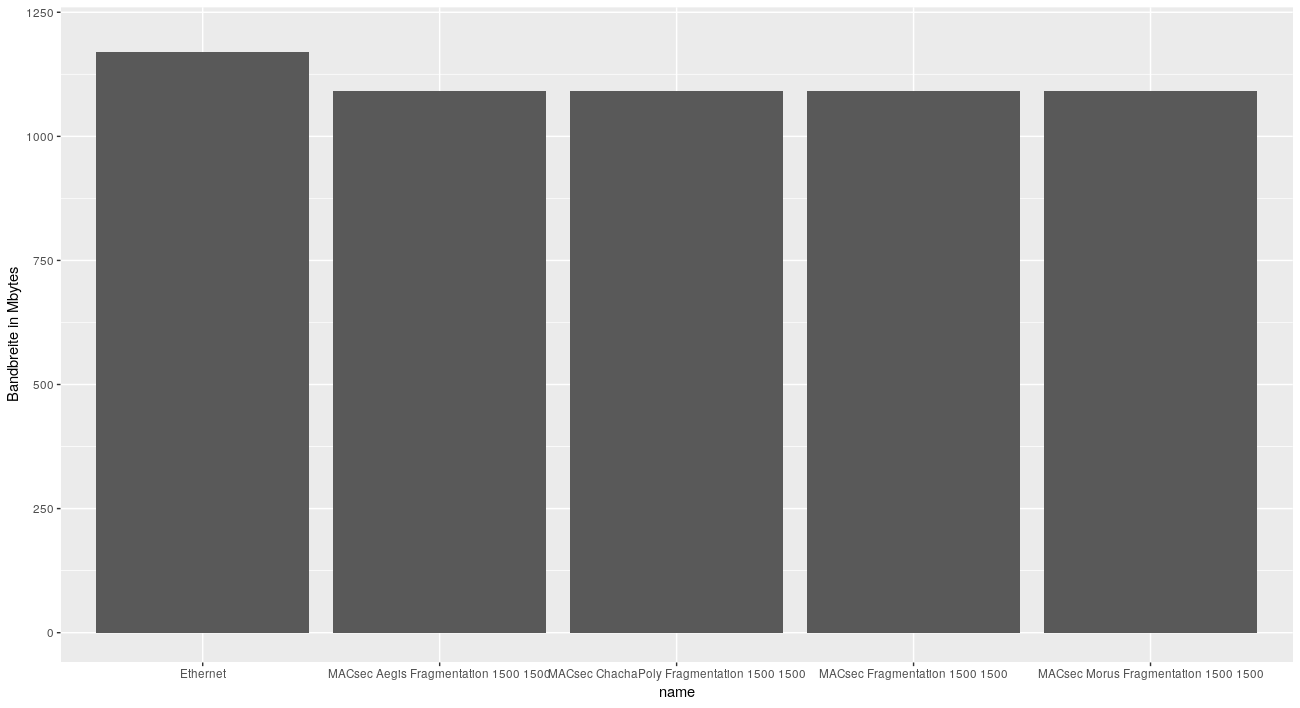 Bandbreite in Mbytes
1250
1000
750
500
250
0
Ethernet
MACsec Aegis Fragmentation 1500 1500
MACsec ChachaPoly Fragmentation 1500 1500
MACsec Fragmentation 1500 1500
MACsec Morus Fragmentation 1500 1500
name